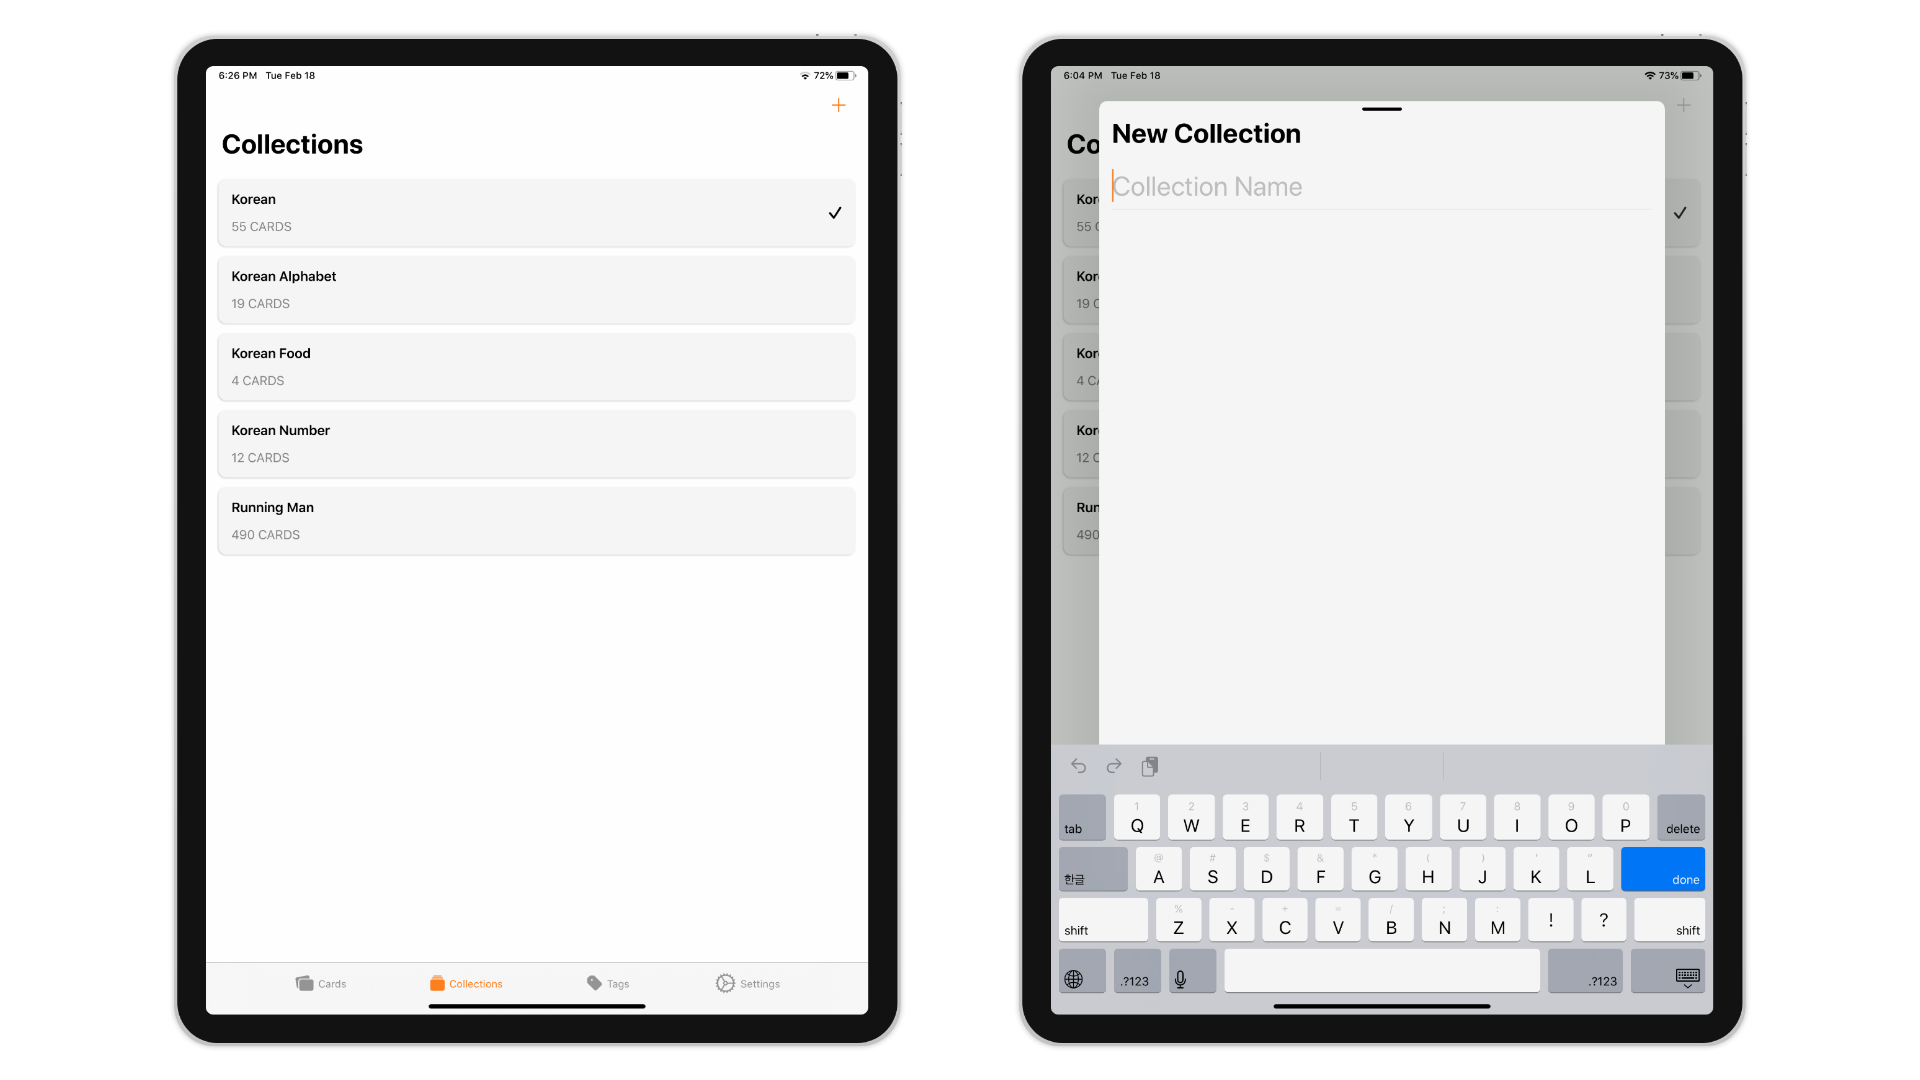 6:26 PM Tue Feb 18 72%
Collections
Korean
55 CARDS
Korean Alphabet
19 CARDS
Korean Food
4 CARDS
Korean Number
12 CARDS
Running Man
490 CARDS
Cards Collections Tags Settings
6:04 PM Tue Feb 18 73%
Co
New Collection
Collection Name
Kor
55 C
Kor
19 C
Kor
4 CA
Kor
12 C
Run
490
1 2 3 4 5 6 7 8 9 0
tab Q W E R T Y U I O P delete
@ # $ & * ( ) ' "
한글 A S D F G H J K L done
% - + = / ; :
shift Z X C V B N M ! ? shift
.?123 .?123